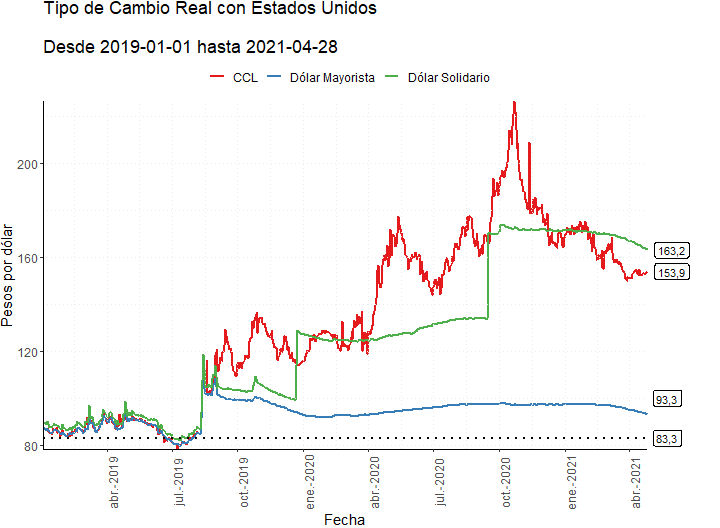 Tipo de Cambio Real con Estados Unidos
Desde 2019-01-01 hasta 2021-04-28
CCL Dólar Mayorista Dólar Solidario
Pesos por dólar
200
160
120
80
163,2
153,9
93,3
83,3
abr.-2019
jul.-2019
oct.-2019
ene.-2020
abr.-2020
jul.-2020
oct.-2020
ene.-2021
abr.-2021
Fecha